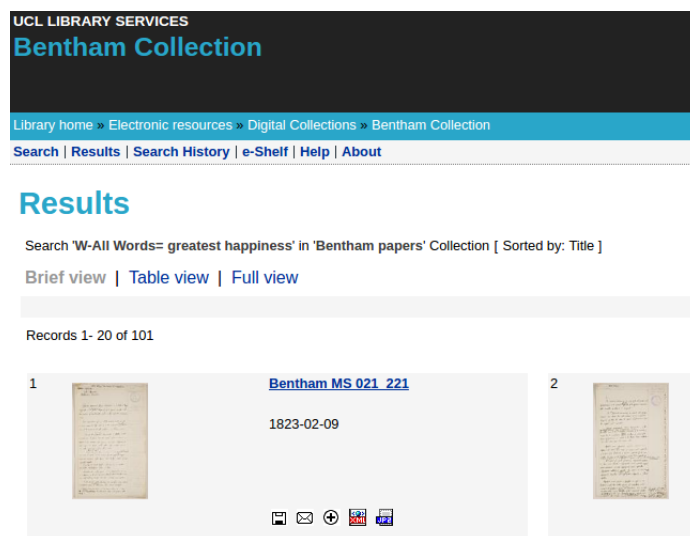 UCL LIBRARY SERVICES
Bentham Collection
Library home » Electronic resources » Digital Collections » Bentham Collection
Search | Results | Search History | e-Shelf | Help | About
Results
Search 'W-All Words= greatest happiness' in 'Bentham papers' Collection [ Sorted by: Title ]
Brief view | Table view | Full view
Records 1- 20 of 101
1
Bentham MS 021_221
2
1823-02-09
XML
JP2